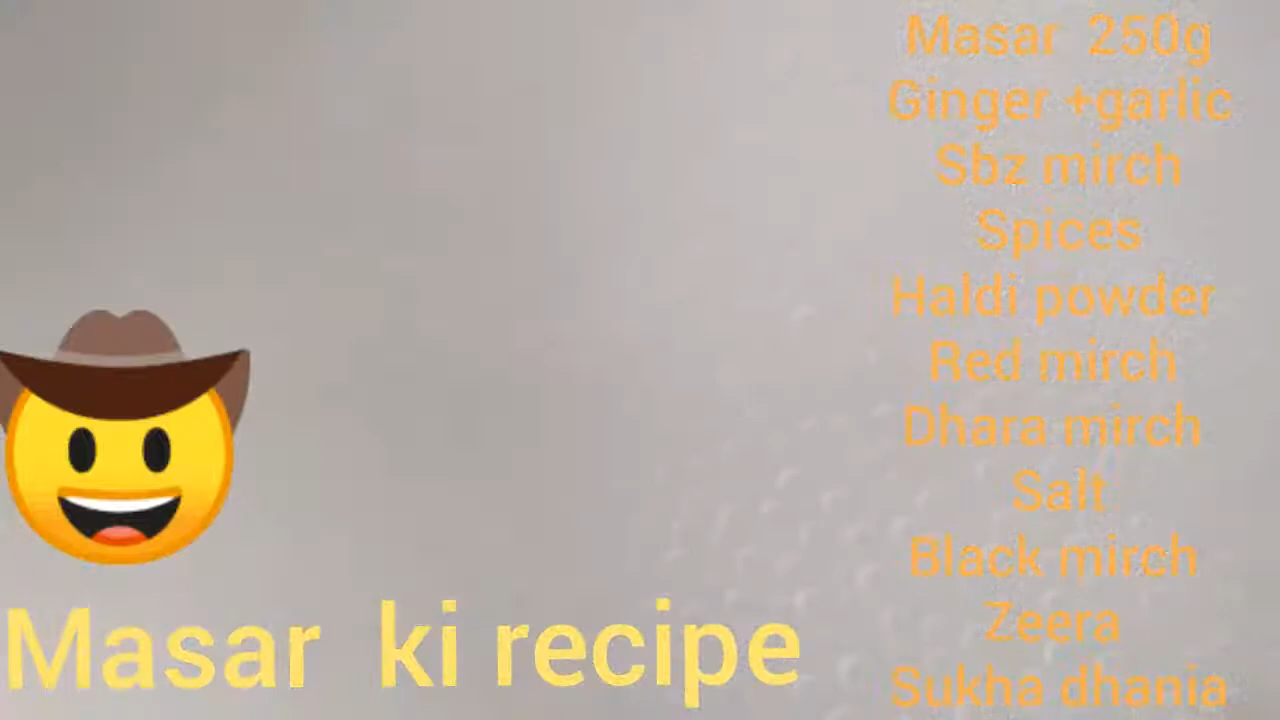 Masar 250g
Ginger +garlic
Sbz mirch
Spices
Haldi powder
Red mirch
Dhara mirch
Salt
Black mirch
Zeera
Sukha dhania
Masar ki recipe